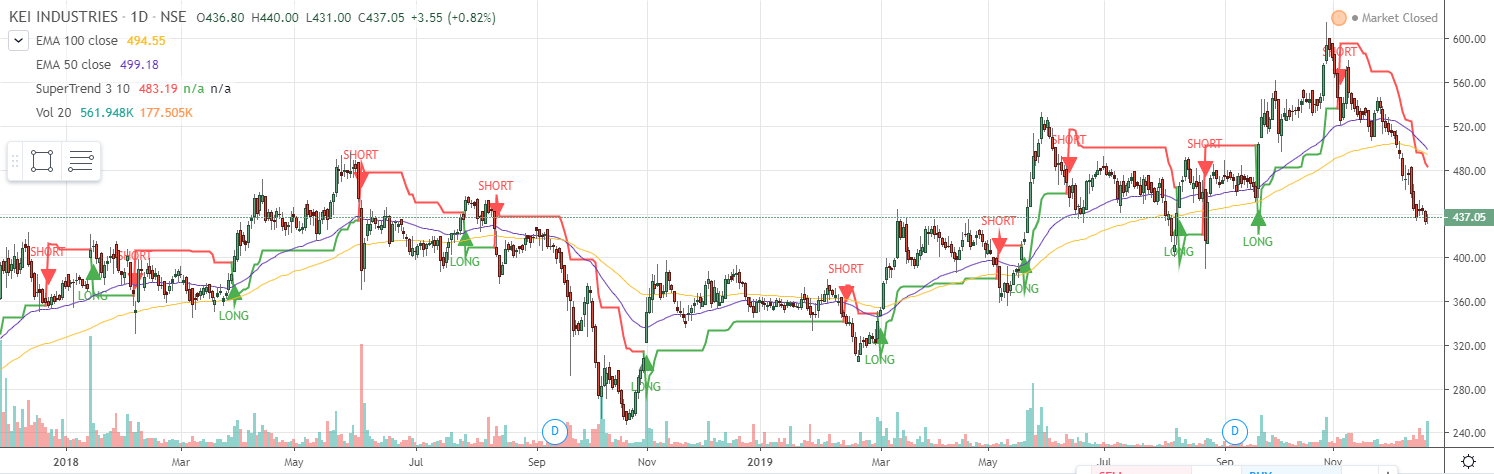 KEI INDUSTRIES · 1D · NSE O436.80 H440.00 L431.00 C437.05 +3.55 (+0.82%)
Market Closed
EMA 100 close 494.55
EMA 50 close 499.18
SuperTrend 3 10 483.19 n/a n/a
Vol 20 561.948K 177.505K
600.00
560.00
520.00
480.00
437.05
400.00
360.00
320.00
280.00
240.00
SHORT
LONG
SHORT
LONG
SHORT
LONG
SHORT
LONG
SHORT
LONG
SHORT
LONG
SHORT
LONG
SHORT
LONG
SHORT
D
D
2018
Mar
May
Jul
Sep
Nov
2019
Mar
May
Jul
Sep
Nov